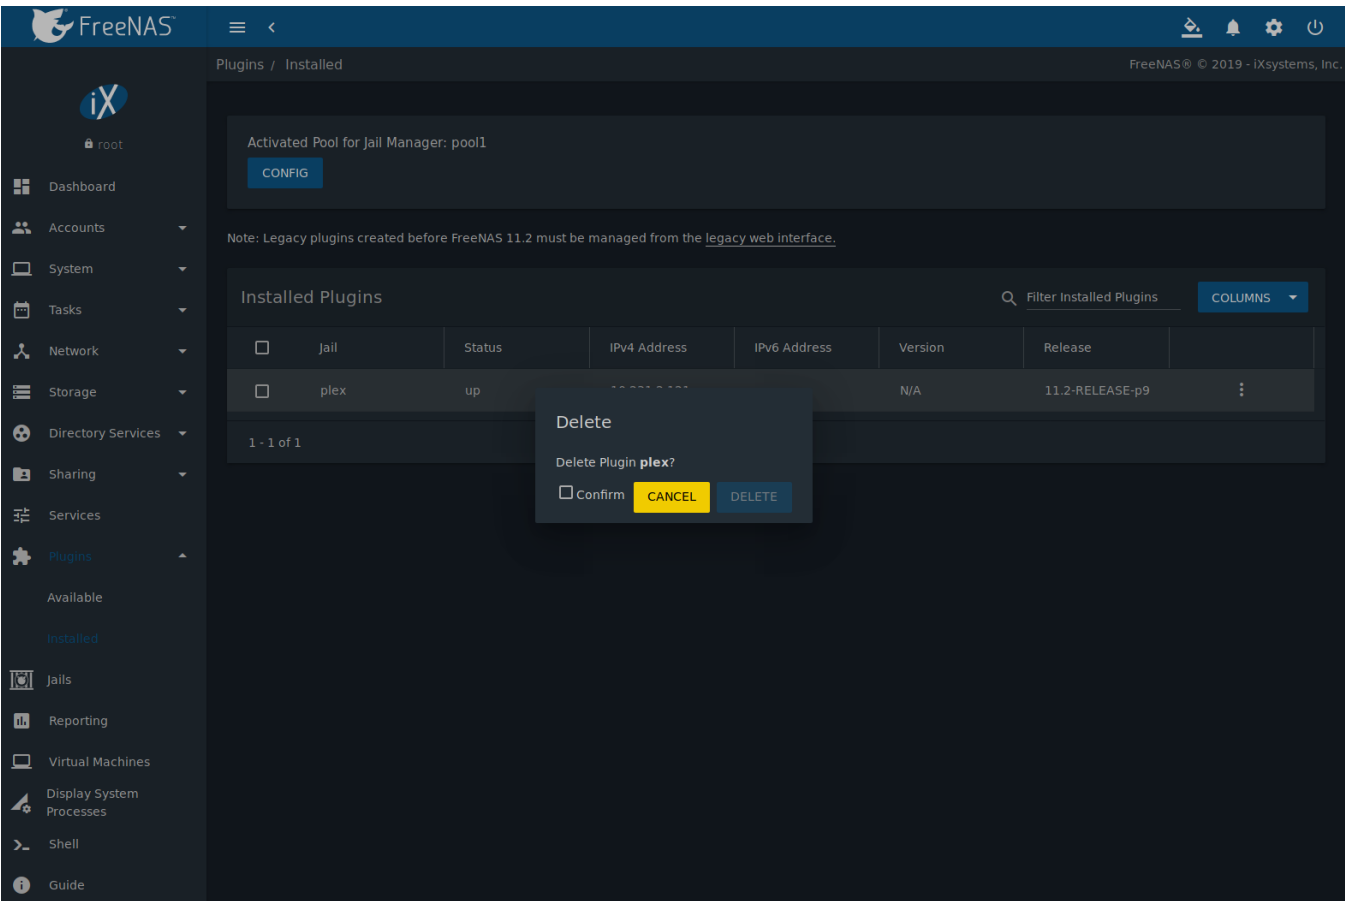 FreeNAS™
Plugins / Installed
FreeNAS® © 2019 - iXsystems, Inc.
iX
root
Dashboard
Accounts
System
Tasks
Network
Storage
Directory Services
Sharing
Services
Plugins
Available
Installed
Jails
Reporting
Virtual Machines
Display System
Processes
Shell
Guide
Activated Pool for Jail Manager: pool1
CONFIG
Note: Legacy plugins created before FreeNAS 11.2 must be managed from the legacy web interface.
Installed Plugins
Filter Installed Plugins
COLUMNS
Jail Status IPv4 Address IPv6 Address Version Release
plex up N/A 11.2-RELEASE-p9
1 - 1 of 1
Delete
Delete Plugin plex?
Confirm CANCEL DELETE